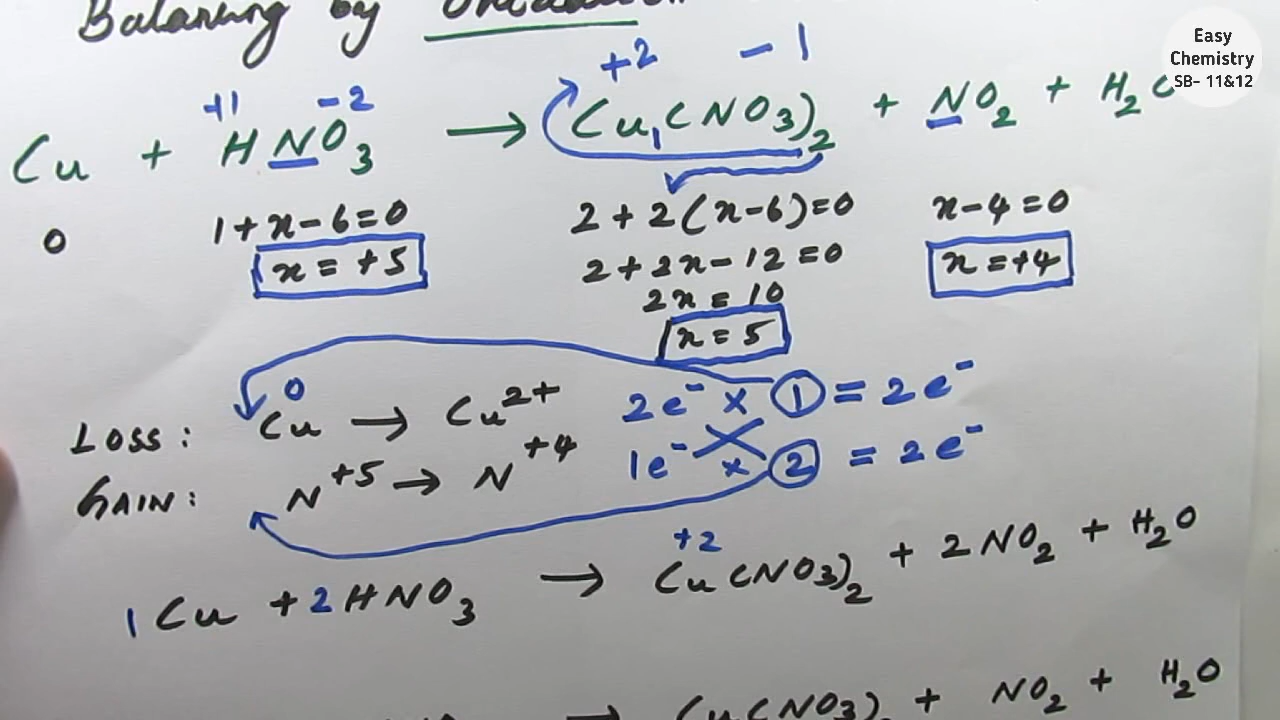 Balancing by
Easy
Chemistry
SB- 11&12
+1 -2 +2 -1
Cu + HNO3 → Cu1(NO3)2 + NO2 + H2O
0 1+x-6=0 2+2(x-6)=0 x-4=0
x=+5 2+2x-12=0 x=+4
2x=10
x=5
LOSS: Cu⁰ → Cu²⁺ 2e⁻ × 1 = 2e⁻
GAIN: N⁺⁵ → N⁺⁴ 1e⁻ × 2 = 2e⁻
+2
1Cu + 2HNO3 → Cu(NO3)2 + 2NO2 + H2O
→ Cu(NO3)2 + NO2 + H2O